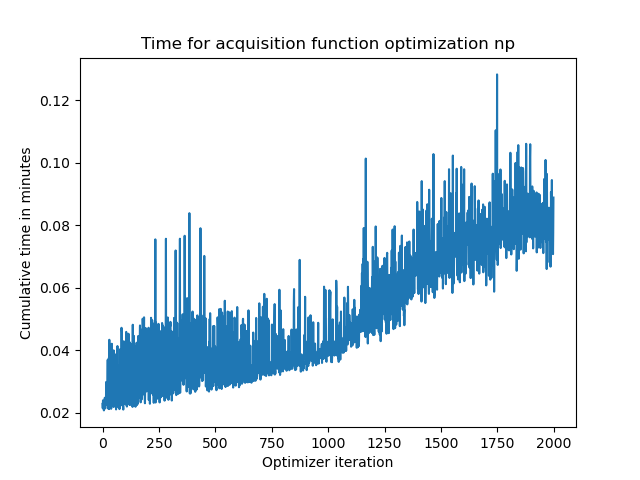 Time for acquisition function optimization np
Cumulative time in minutes
0.12
0.10
0.08
0.06
0.04
0.02
0 250 500 750 1000 1250 1500 1750 2000
Optimizer iteration